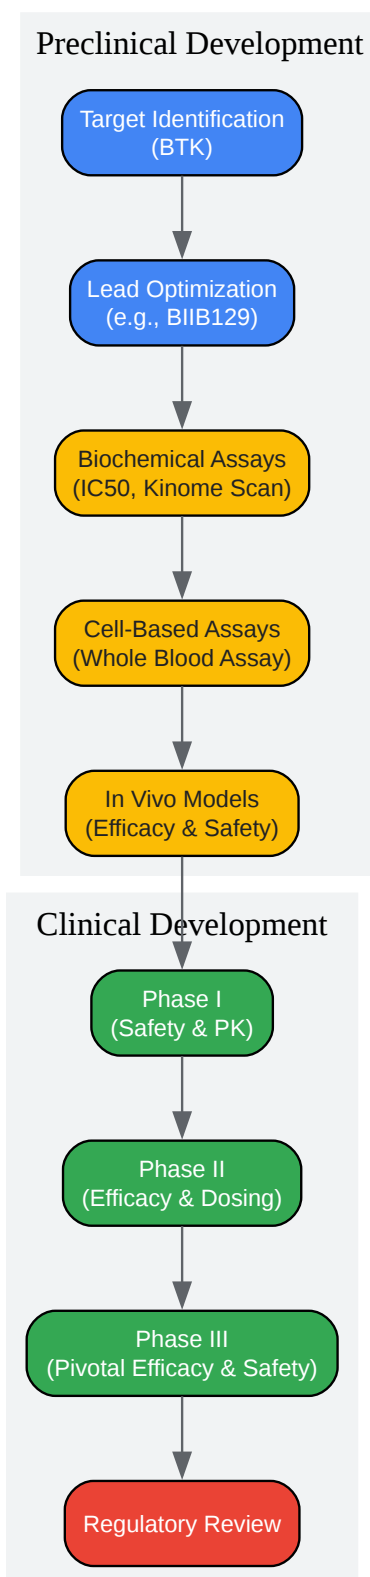 Preclinical Development
Target Identification
(BTK)
Lead Optimization
(e.g., BIIB129)
Biochemical Assays
(IC50, Kinome Scan)
Cell-Based Assays
(Whole Blood Assay)
In Vivo Models
(Efficacy & Safety)
Clinical Development
Phase I
(Safety & PK)
Phase II
(Efficacy & Dosing)
Phase III
(Pivotal Efficacy & Safety)
Regulatory Review